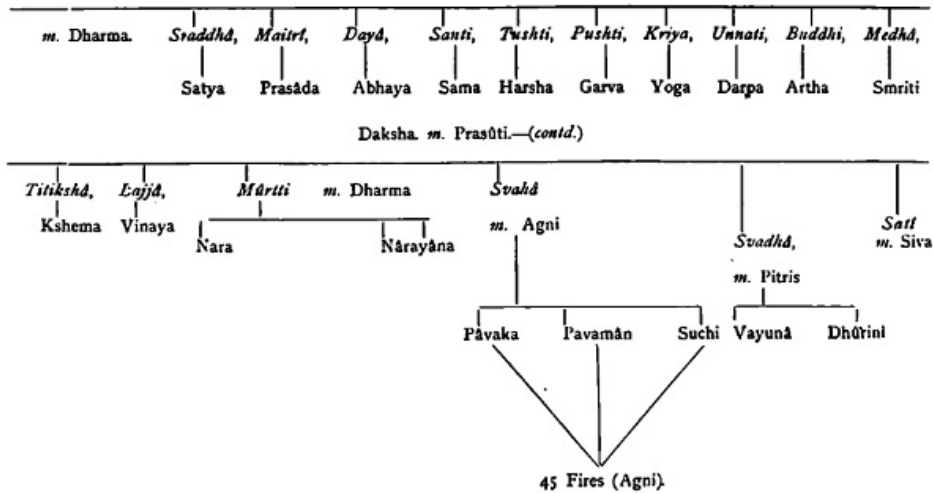 m. Dharma. Sraddhâ, Maitrî, Dayâ, Santi, Tushti, Pushti, Kriya, Unnati, Buddhi, Medhâ,
Satya Prasâda Abhaya Sama Harsha Garva Yoga Darpa Artha Smriti
Daksha. m. Prasûti.—(contd.)
Titikshâ, Lajjâ, Mûrtti m. Dharma Svahâ Satî
Kshema Vinaya m. Agni m. Siva
Nara Nârayâna Svadhâ,
m. Pitris
Pâvaka Pavamân Suchi Vayunâ Dhûrinî
45 Fires (Agni).